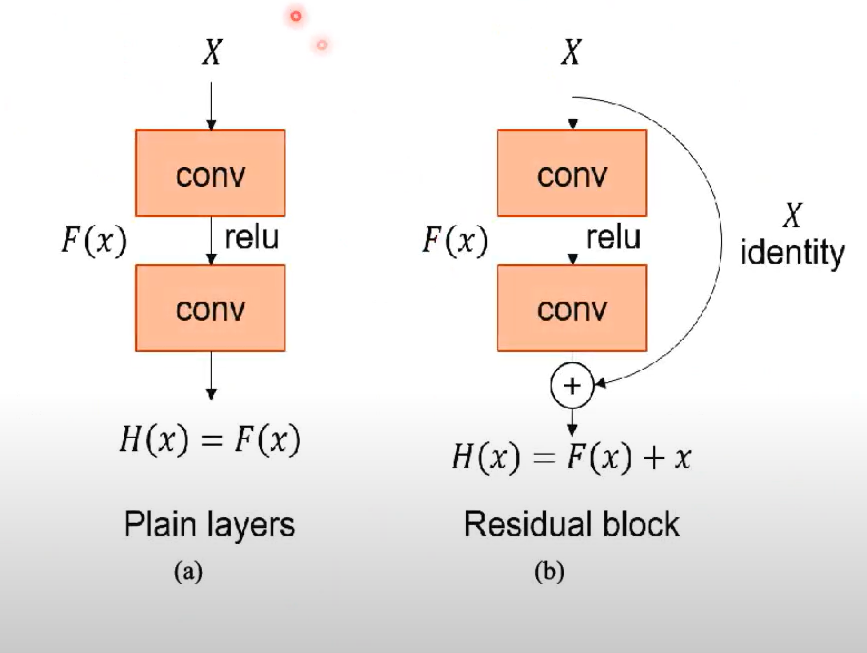 X
conv
F(x)
relu
conv
H(x) = F(x)
Plain layers
(a)
X
conv
F(x)
relu
conv
X
identity
+
H(x) = F(x) + x
Residual block
(b)